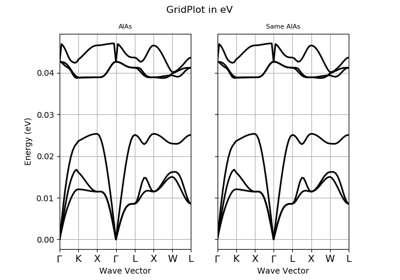 GridPlot in eV
AlAs
Same AlAs
Energy (eV)
0.04
0.03
0.02
0.01
0.00
Γ K X Γ L X W L
Γ K X Γ L X W L
Wave Vector
Wave Vector